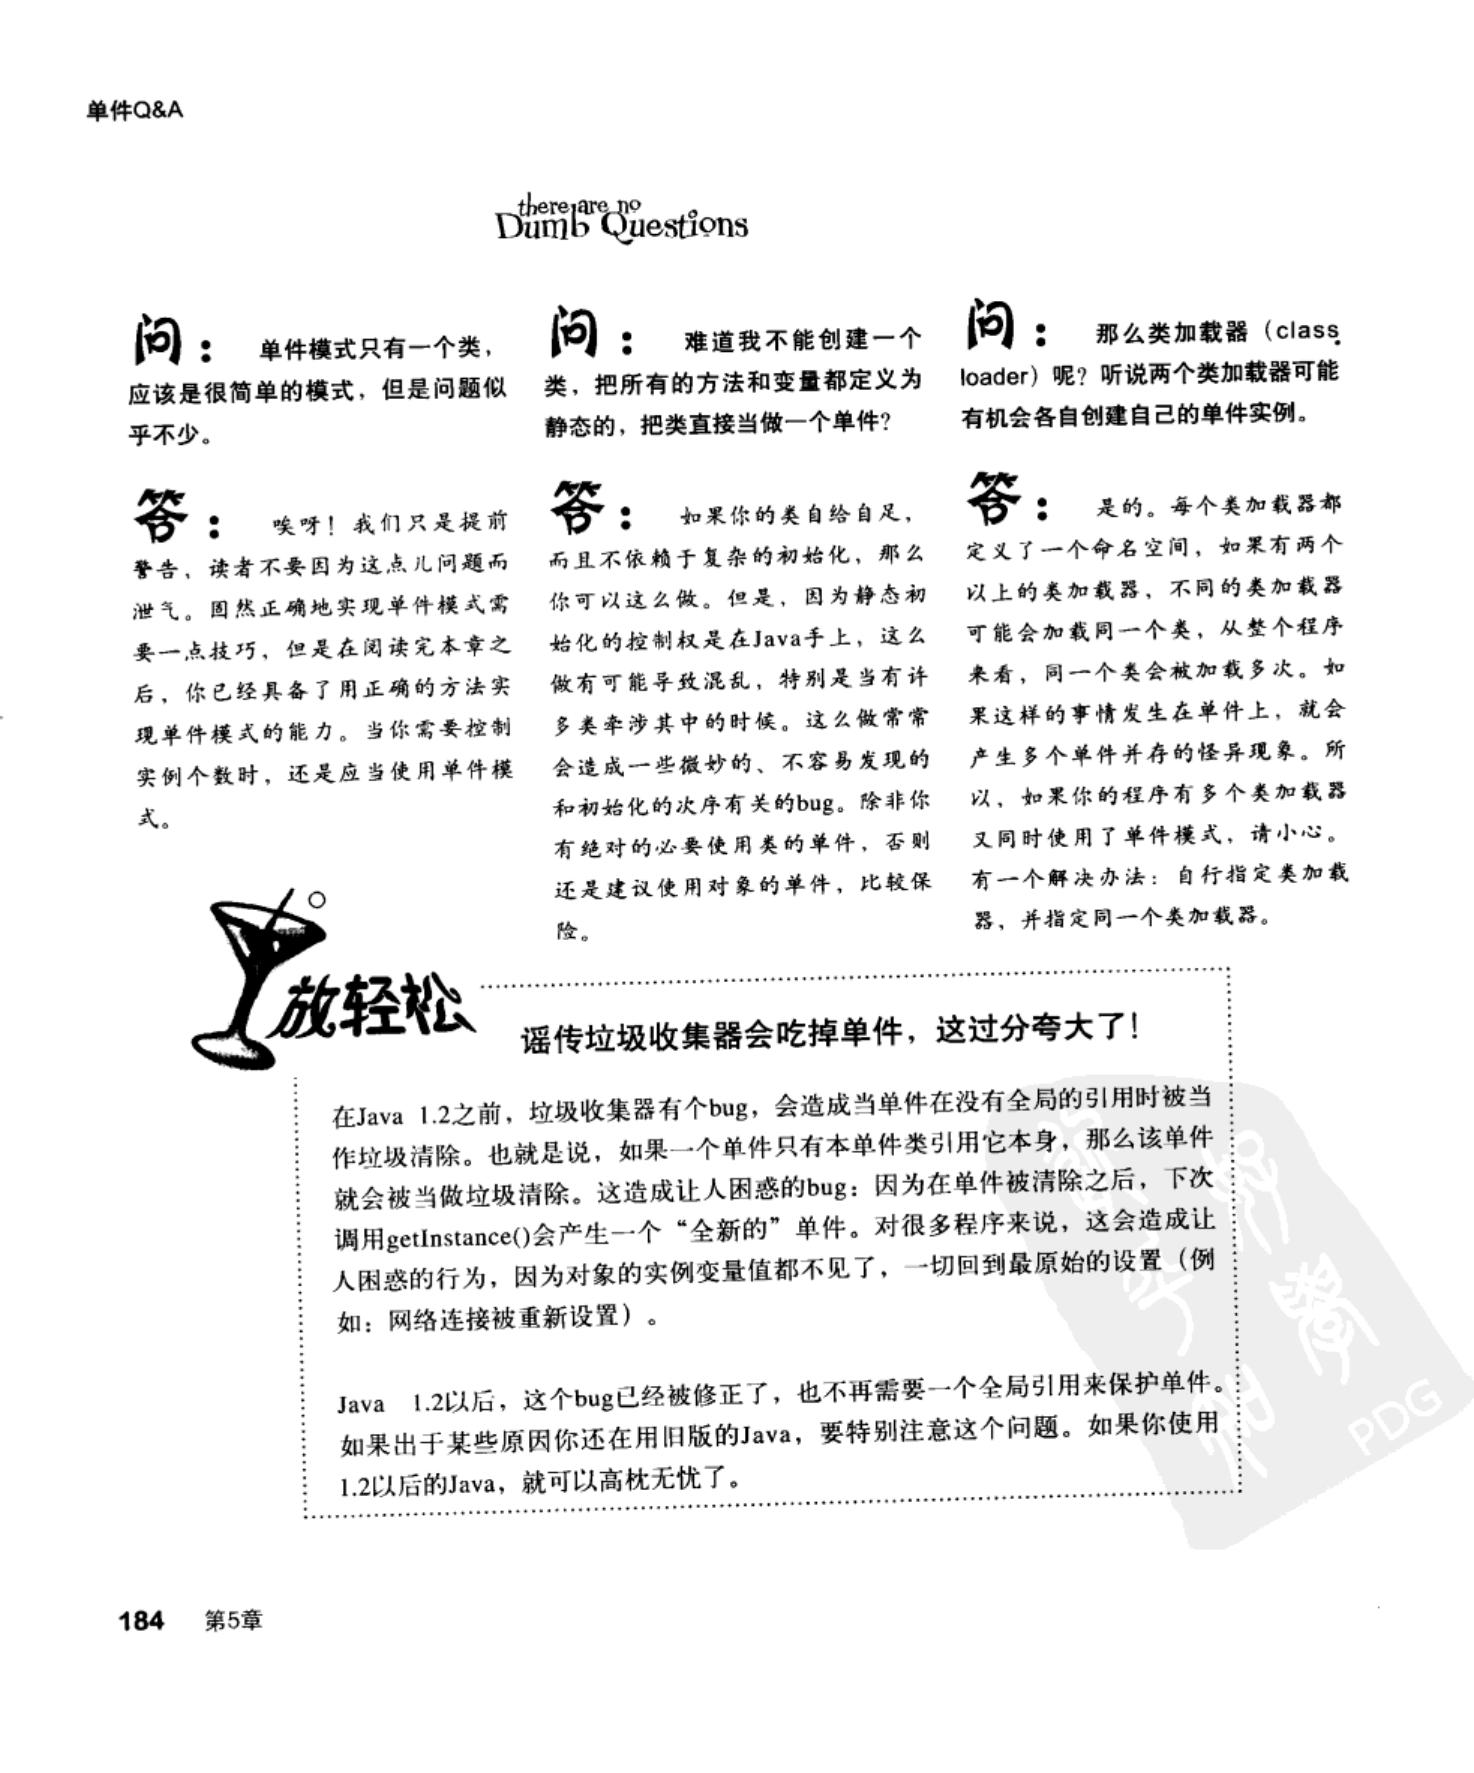 单件Q&A
there are no
Dumb Questions
问： 单件模式只有一个类，
应该是很简单的模式，但是问题似
乎不少。
答： 唉呀！我们只是提前
警告，读者不要因为这点儿问题而
泄气。固然正确地实现单件模式需
要一点技巧，但是在阅读完本章之
后，你已经具备了用正确的方法实
现单件模式的能力。当你需要控制
实例个数时，还是应当使用单件模
式。
问： 难道我不能创建一个
类，把所有的方法和变量都定义为
静态的，把类直接当做一个单件？
答： 如果你的类自给自足，
而且不依赖于复杂的初始化，那么
你可以这么做。但是，因为静态初
始化的控制权是在Java手上，这么
做有可能导致混乱，特别是当有许
多类牵涉其中的时候。这么做常常
会造成一些微妙的、不容易发现的
和初始化的次序有关的bug。除非你
有绝对的必要使用类的单件，否则
还是建议使用对象的单件，比较保
险。
问： 那么类加载器（class
loader）呢？听说两个类加载器可能
有机会各自创建自己的单件实例。
答： 是的。每个类加载器都
定义了一个命名空间，如果有两个
以上的类加载器，不同的类加载器
可能会加载同一个类，从整个程序
来看，同一个类会被加载多次。如
果这样的事情发生在单件上，就会
产生多个单件并存的怪异现象。所
以，如果你的程序有多个类加载器
又同时使用了单件模式，请小心。
有一个解决办法：自行指定类加载
器，并指定同一个类加载器。
放轻松
谣传垃圾收集器会吃掉单件，这过分夸大了！
在Java 1.2之前，垃圾收集器有个bug，会造成当单件在没有全局的引用时被当
作垃圾清除。也就是说，如果一个单件只有本单件类引用它本身，那么该单件
就会被当做垃圾清除。这造成让人困惑的bug：因为在单件被清除之后，下次
调用getInstance()会产生一个“全新的”单件。对很多程序来说，这会造成让
人困惑的行为，因为对象的实例变量值都不见了，一切回到最原始的设置（例
如：网络连接被重新设置）。
Java 1.2以后，这个bug已经被修正了，也不再需要一个全局引用来保护单件。
如果出于某些原因你还在用旧版的Java，要特别注意这个问题。如果你使用
1.2以后的Java，就可以高枕无忧了。
PDG
184 第5章